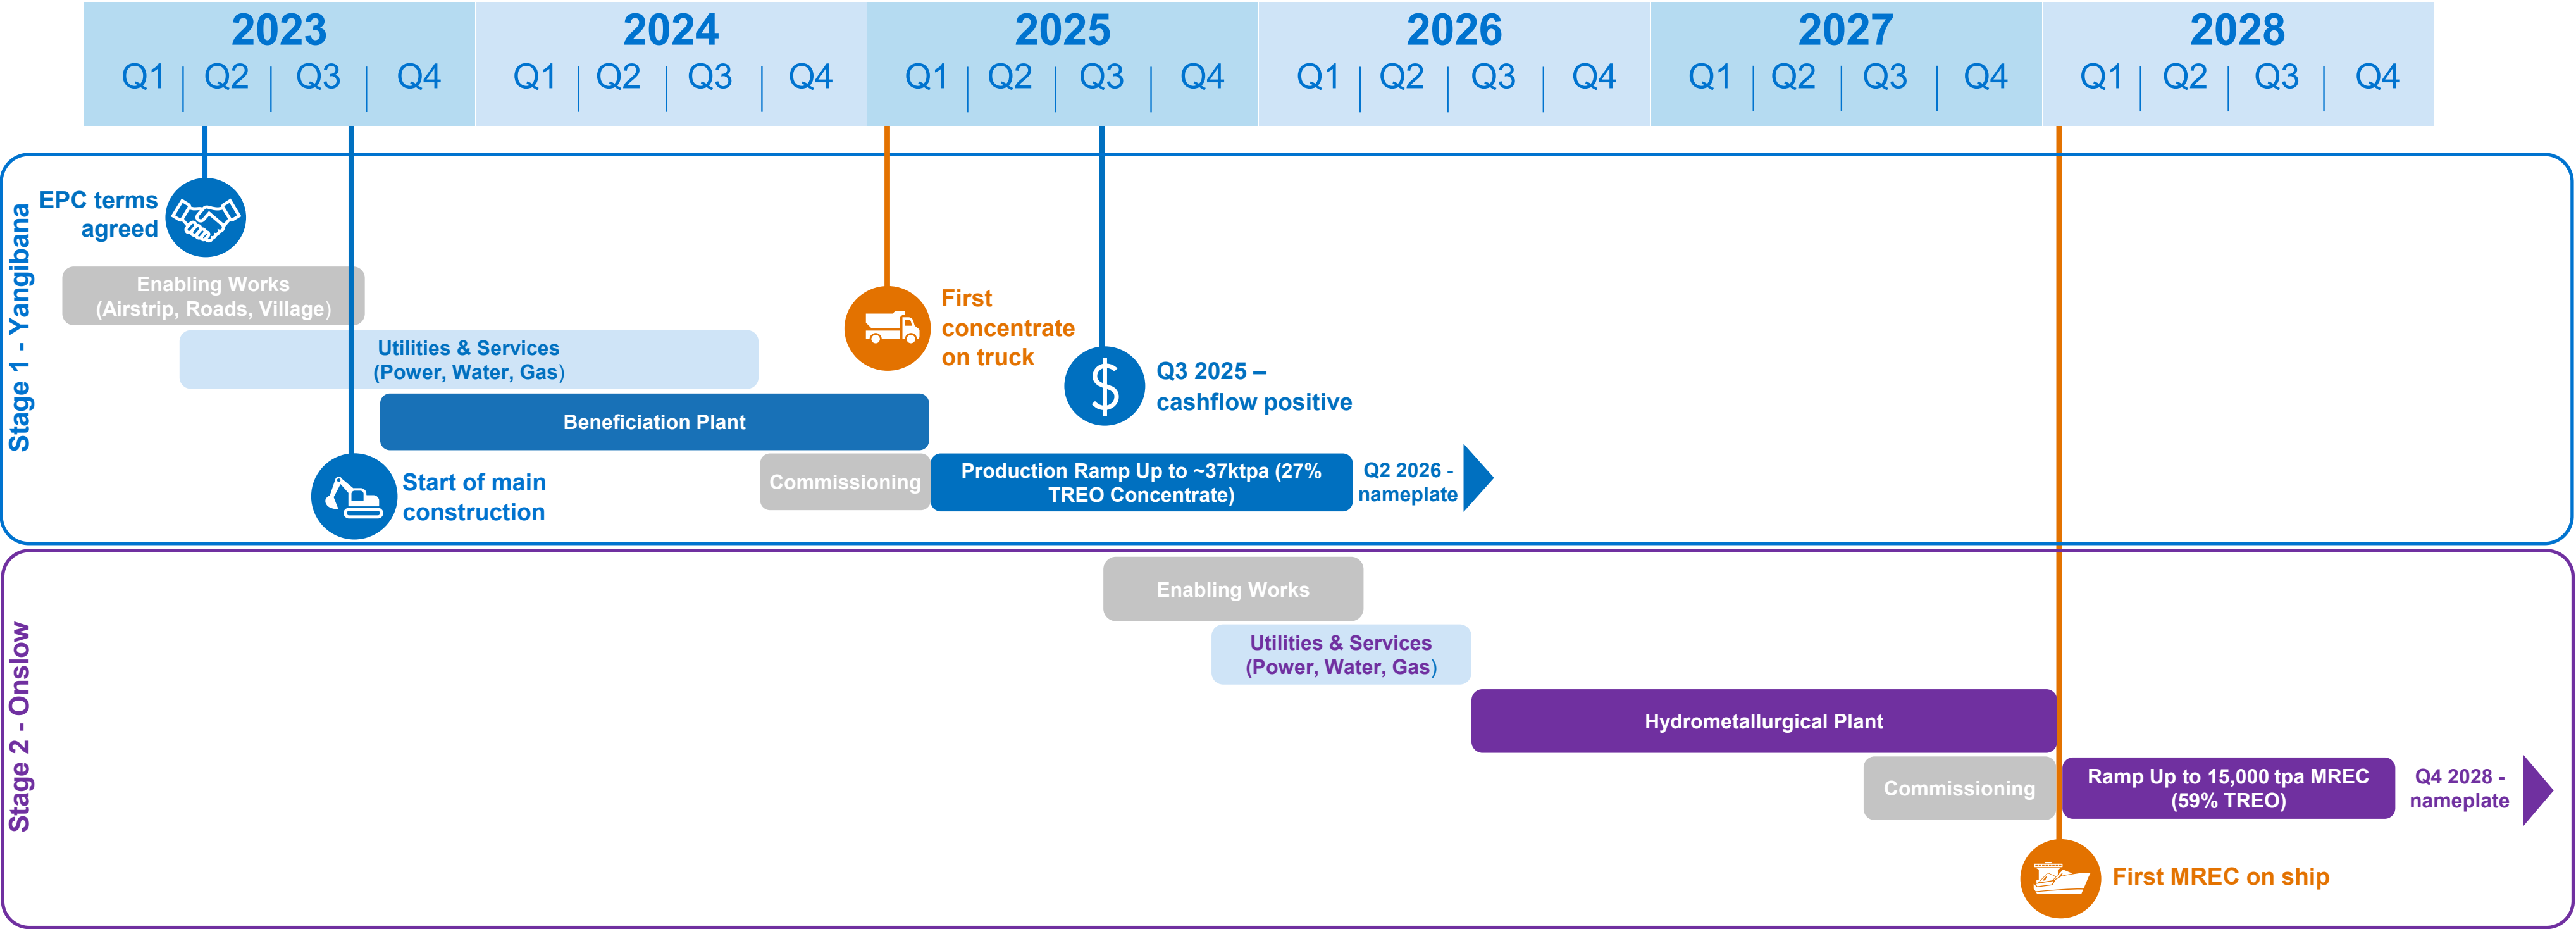 2023
2024
2025
2026
2027
2028
Q1 Q2 Q3 Q4
Q1 Q2 Q3 Q4
Q1 Q2 Q3 Q4
Q1 Q2 Q3 Q4
Q1 Q2 Q3 Q4
Q1 Q2 Q3 Q4
Stage 1 - Yangibana
EPC terms
agreed
Enabling Works
(Airstrip, Roads, Village)
Utilities & Services
(Power, Water, Gas)
Beneficiation Plant
Start of main
construction
Commissioning
First
concentrate
on truck
Q3 2025 –
cashflow positive
Production Ramp Up to ~37ktpa (27%
TREO Concentrate)
Q2 2026 -
nameplate
Stage 2 - Onslow
Enabling Works
Utilities & Services
(Power, Water, Gas)
Hydrometallurgical Plant
Commissioning
Ramp Up to 15,000 tpa MREC
(59% TREO)
Q4 2028 -
nameplate
First MREC on ship